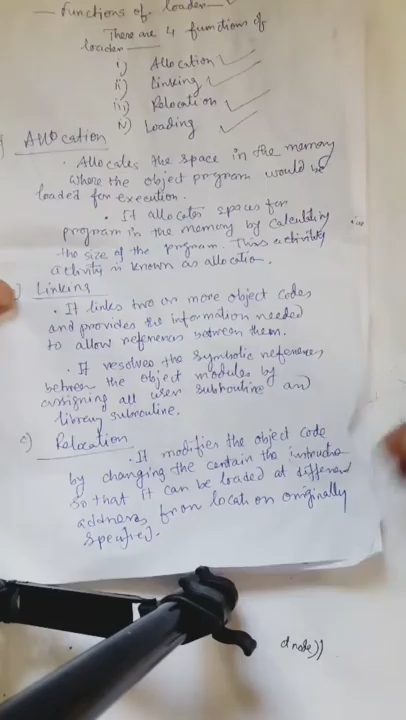 — Functions of loader —
There are 4 functions of
loader —
i) Allocation
ii) Linking
iii) Relocation
iv) Loading
Allocation
· Allocates the space in the memory
where the object program would be
loaded for execution.
· It allocates spaces for
program in the memory by calculating
the size of the program. This activity
activity is known as allocation.
) Linking
· It links two or more object codes
and provides the information needed
to allow references between them.
· It resolves the symbolic references
between the object modules by
assigning all user subroutine and
library subroutine.
c) Relocation
· It modifies the object code
by changing the contain the instructio
so that it can be loaded at different
address, from location originally
specified.
d node))